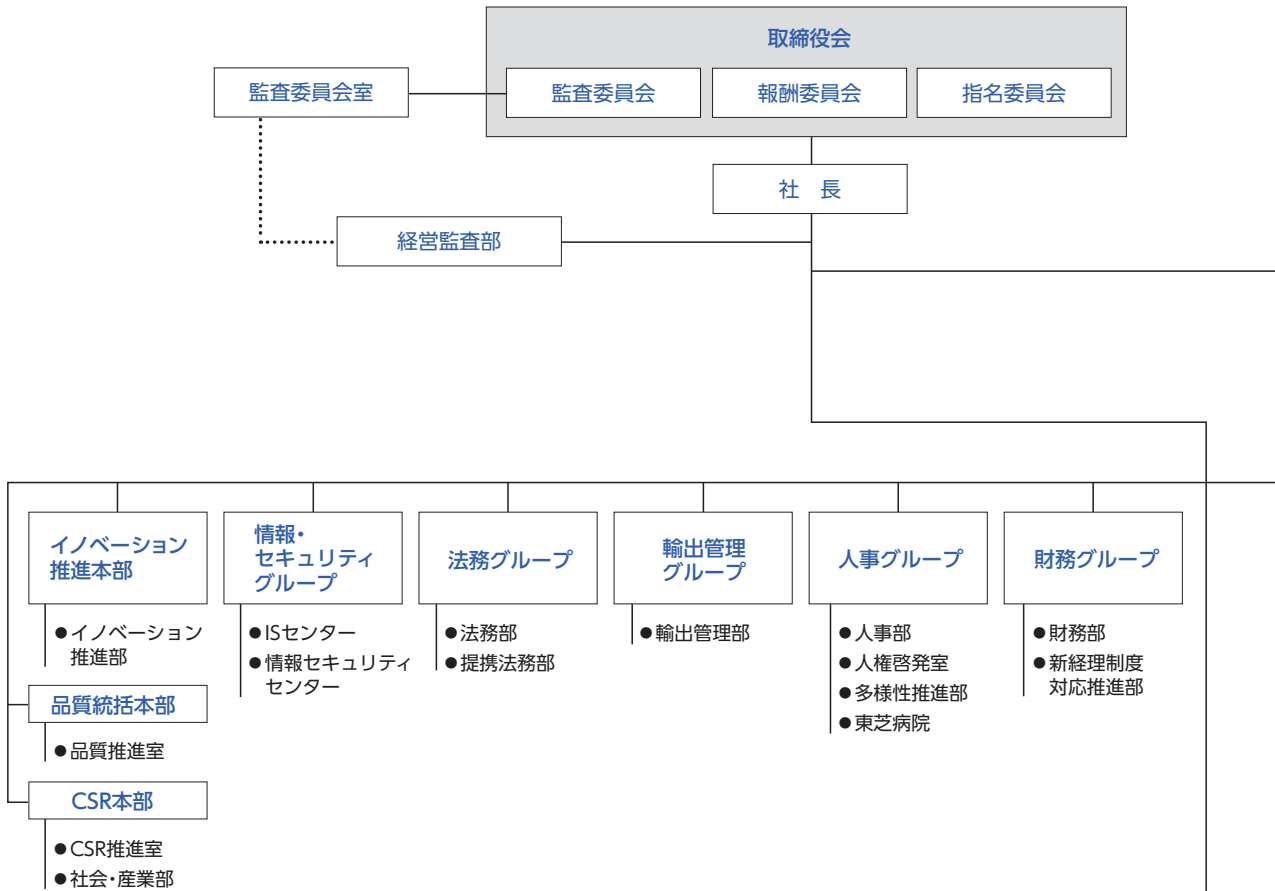 取締役会
監査委員会室
監査委員会
報酬委員会
指名委員会
社　長
経営監査部
イノベーション
推進本部
●イノベーション
推進部
情報・
セキュリティ
グループ
●ISセンター
●情報セキュリティ
センター
法務グループ
●法務部
●提携法務部
輸出管理
グループ
●輸出管理部
人事グループ
●人事部
●人権啓発室
●多様性推進部
●東芝病院
財務グループ
●財務部
●新経理制度
対応推進部
品質統括本部
●品質推進室
CSR本部
●CSR推進室
●社会・産業部